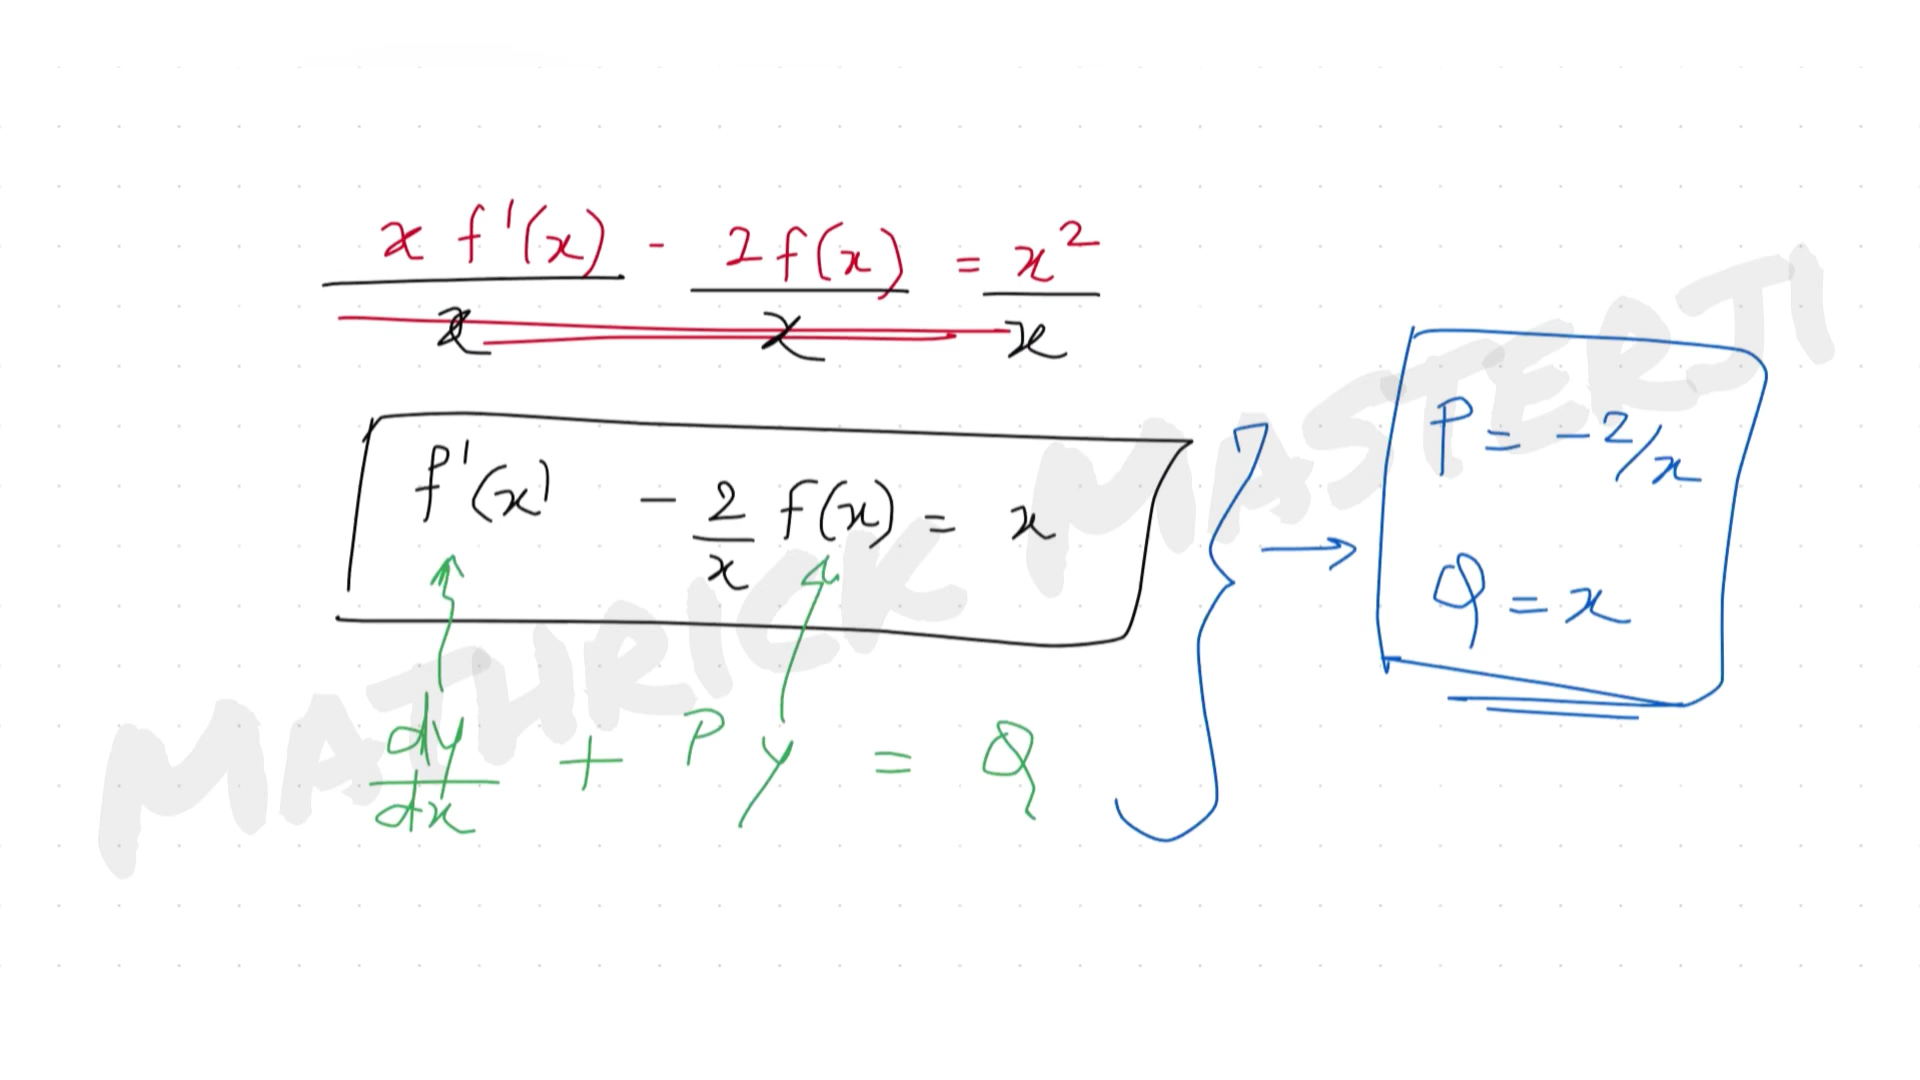 x f'(x) / x - 2f(x) / x = x² / x
f'(x) - 2/x f(x) = x
dy/dx + Py = Q
P = -2/x
Q = x
MATHRICK MASTERJI